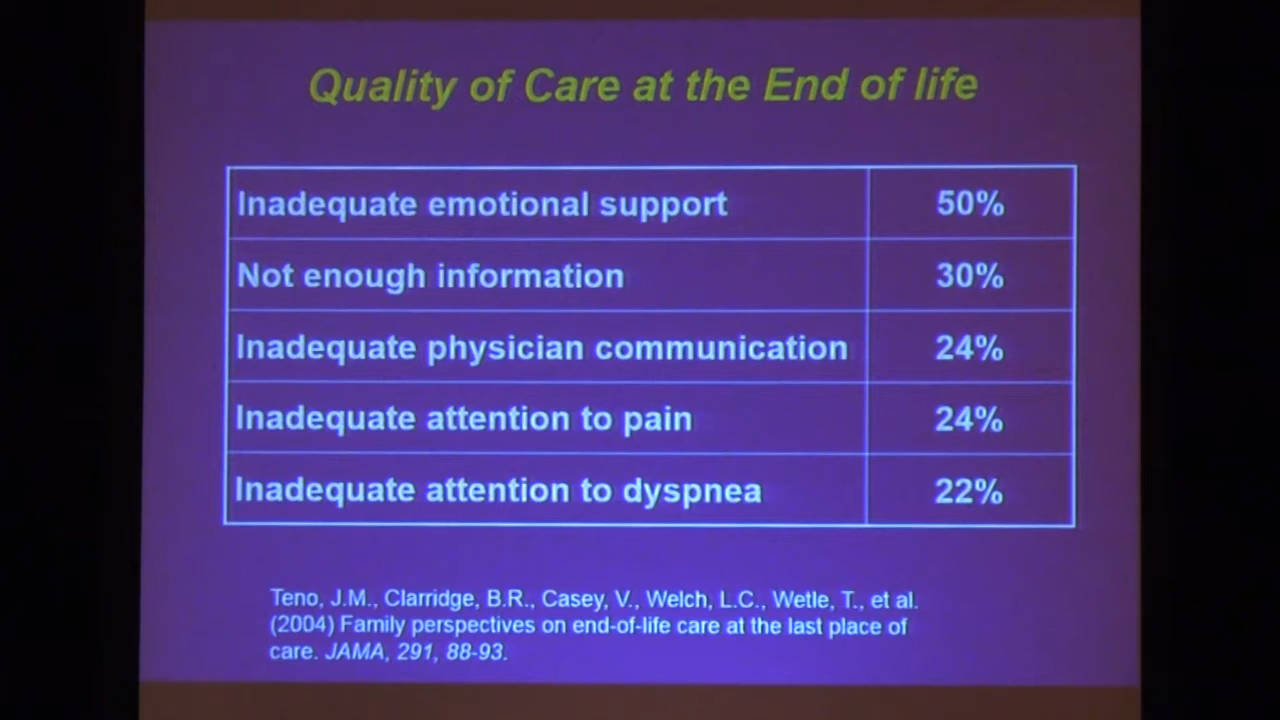 Quality of Care at the End of life
Inadequate emotional support 50%
Not enough information 30%
Inadequate physician communication 24%
Inadequate attention to pain 24%
Inadequate attention to dyspnea 22%
Teno, J.M., Clarridge, B.R., Casey, V., Welch, L.C., Wetle, T., et al.
(2004) Family perspectives on end-of-life care at the last place of
care. JAMA, 291, 88-93.